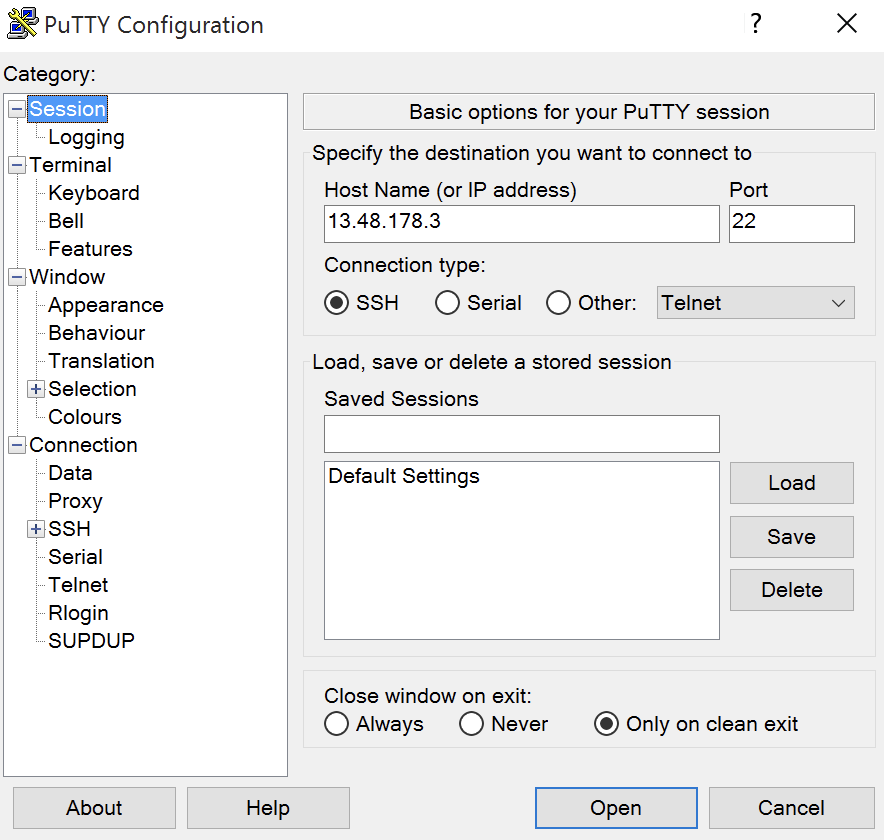 PuTTY Configuration
?
Category:
Session
Logging
Terminal
Keyboard
Bell
Features
Window
Appearance
Behaviour
Translation
Selection
Colours
Connection
Data
Proxy
SSH
Serial
Telnet
Rlogin
SUPDUP
Basic options for your PuTTY session
Specify the destination you want to connect to
Host Name (or IP address) Port
13.48.178.3 22
Connection type:
SSH Serial Other: Telnet
Load, save or delete a stored session
Saved Sessions
Default Settings
Load
Save
Delete
Close window on exit:
Always Never Only on clean exit
About Help Open Cancel